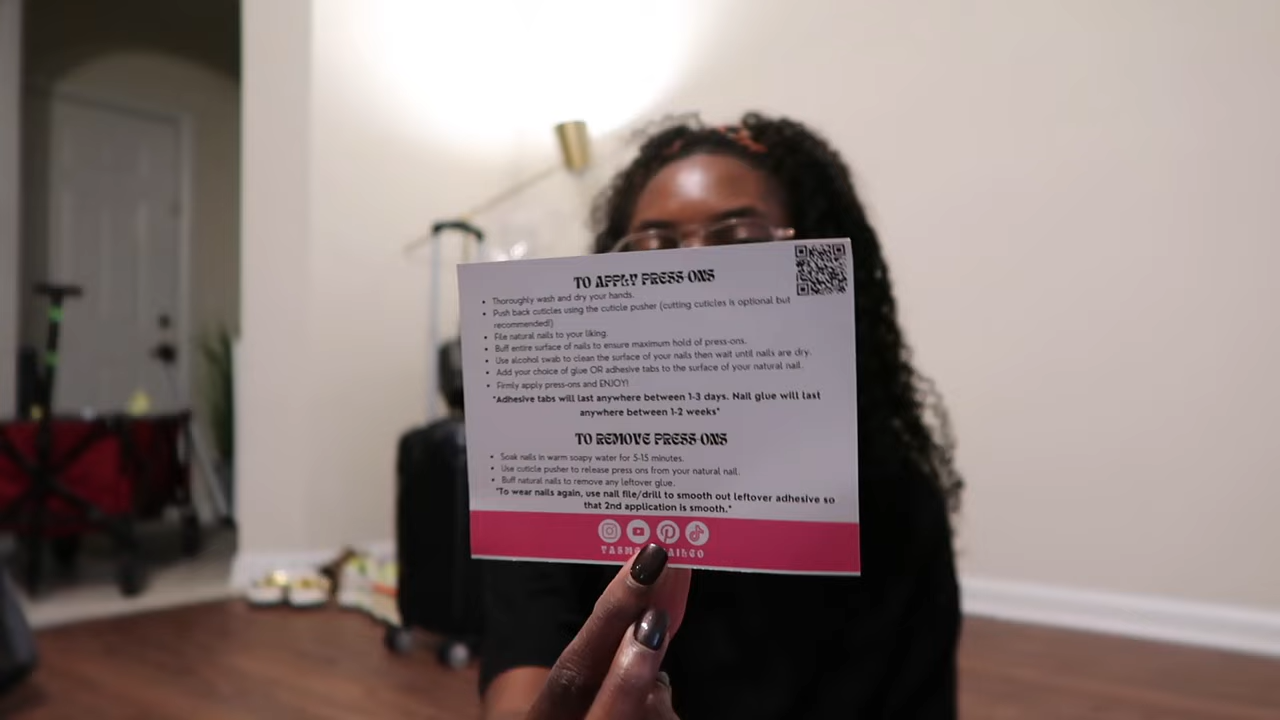 TO APPLY PRESS-ONS
• Thoroughly wash and dry your hands.
• Push back cuticles using the cuticle pusher (cutting cuticles is optional but
recommended!)
• File natural nails to your liking.
• Buff entire surface of nails to ensure maximum hold of press-ons.
• Use alcohol swab to clean the surface of your nails then wait until nails are dry.
• Add your choice of glue OR adhesive tabs to the surface of your natural nail.
• Firmly apply press-ons and ENJOY!
*Adhesive tabs will last anywhere between 1-3 days. Nail glue will last
anywhere between 1-2 weeks*
TO REMOVE PRESS-ONS
• Soak nails in warm soapy water for 5-15 minutes.
• Use cuticle pusher to release press ons from your natural nail.
• Buff natural nails to remove any leftover glue.
*To wear nails again, use nail file/drill to smooth out leftover adhesive so
that 2nd application is smooth.*